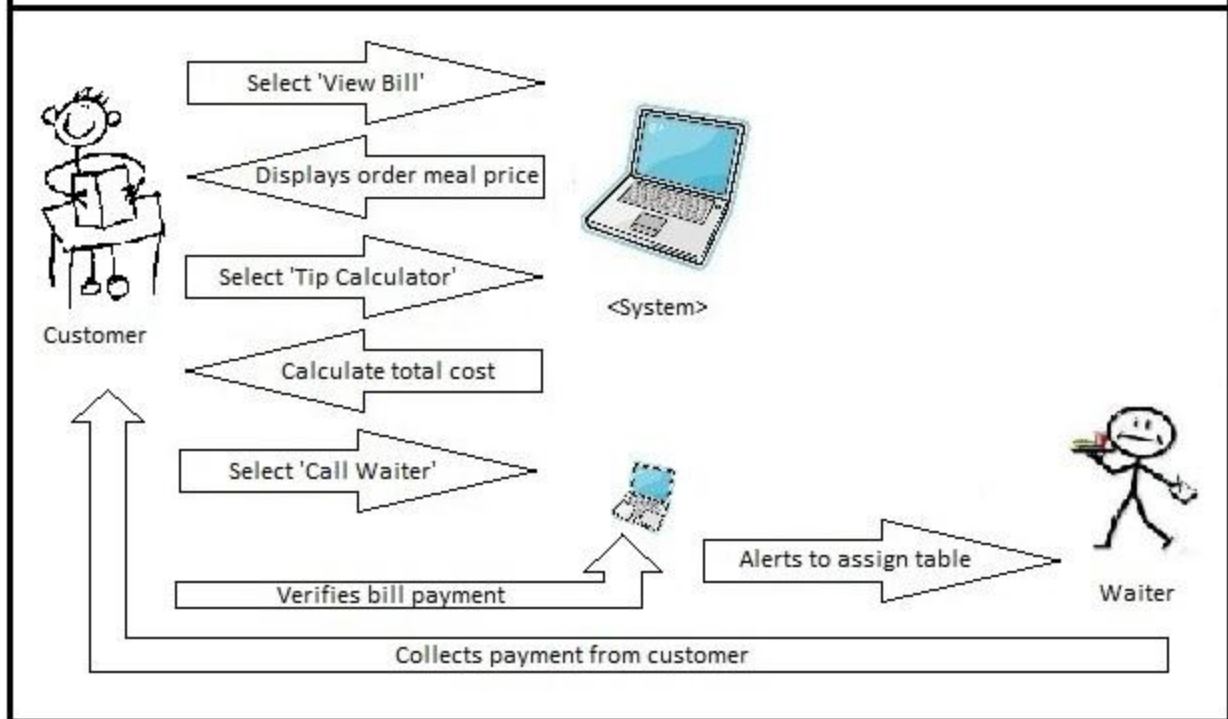 Select 'View Bill'
Displays order meal price
Select 'Tip Calculator'
<System>
Customer
Calculate total cost
Select 'Call Waiter'
Alerts to assign table
Verifies bill payment
Waiter
Collects payment from customer